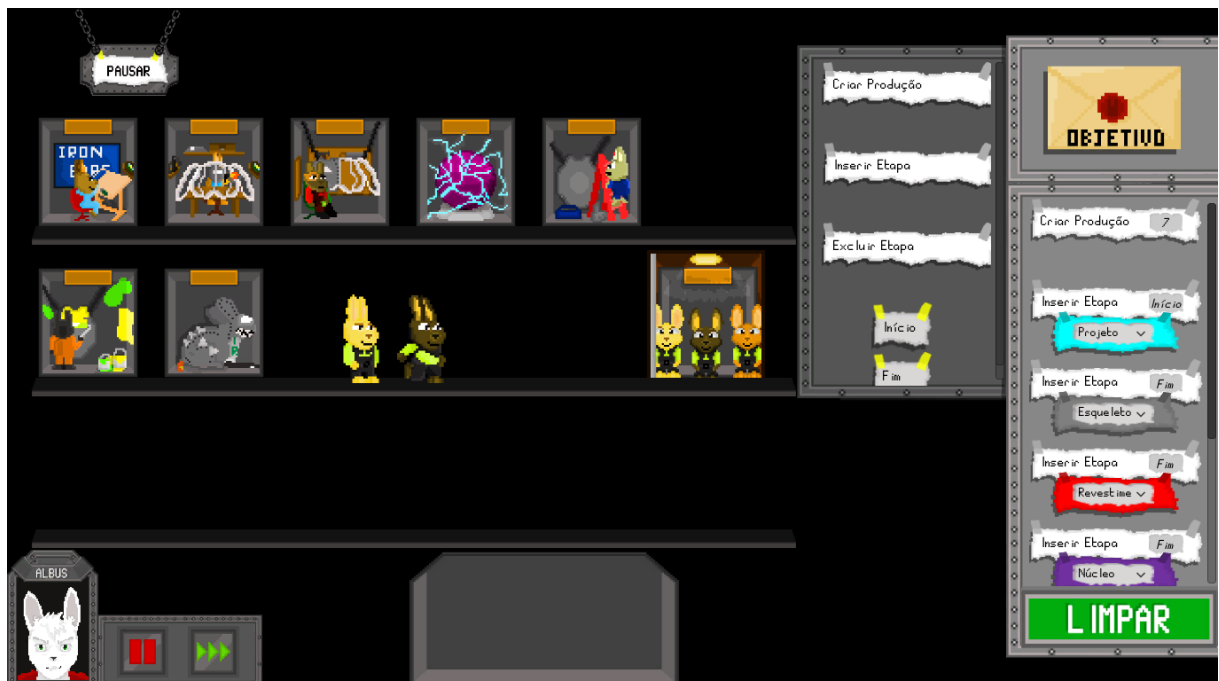 PAUSAR
IRON
EARS
Criar Produção
Inserir Etapa
Excluir Etapa
Início
Fim
OBJETIVO
Criar Produção 7
Inserir Etapa Início
Projeto
Inserir Etapa Fim
Esqueleto
Inserir Etapa Fim
Revestime
Inserir Etapa Fim
Núcleo
LIMPAR
ALBUS